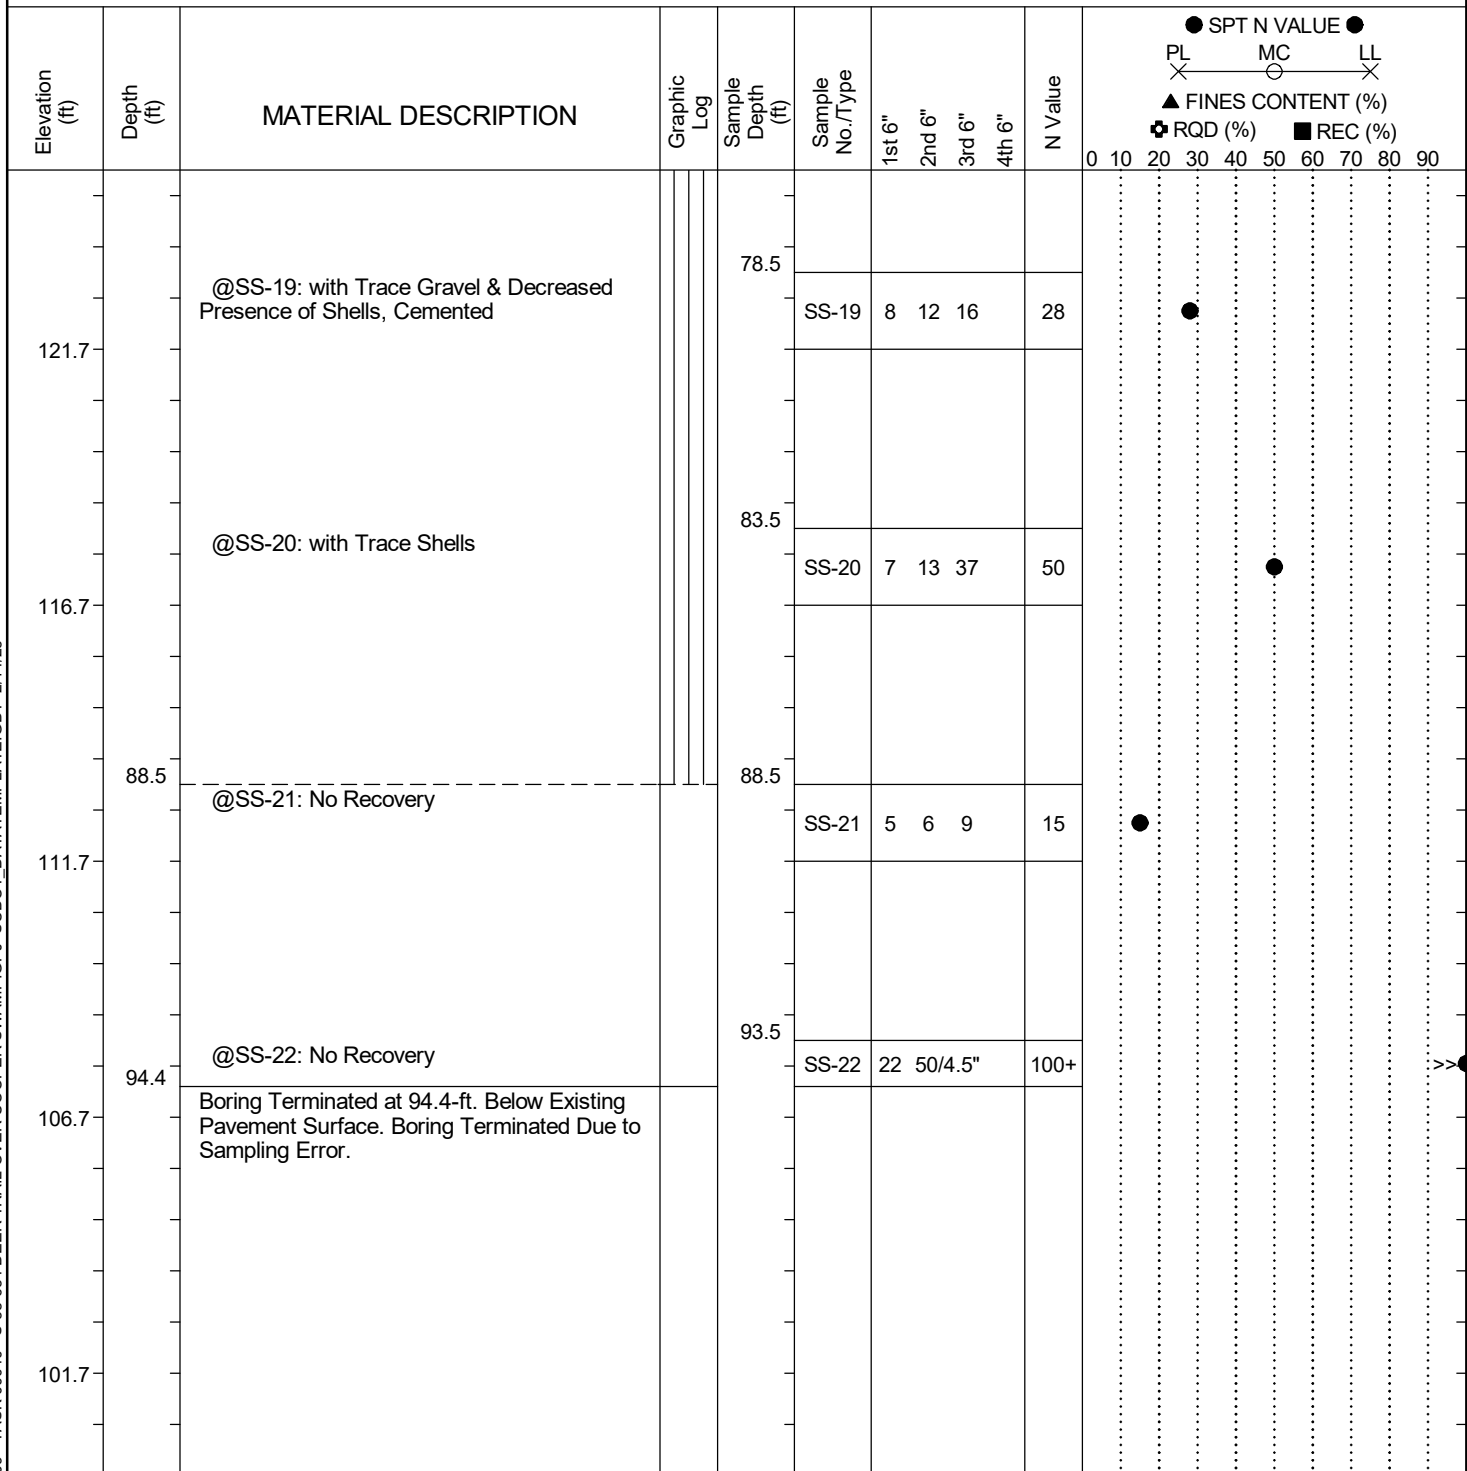 Elevation
(ft)
Depth
(ft)
MATERIAL DESCRIPTION
Graphic
Log
Sample
Depth
(ft)
Sample
No./Type
1st 6"
2nd 6"
3rd 6"
4th 6"
N Value
SPT N VALUE
PL MC LL
FINES CONTENT (%)
RQD (%) REC (%)
0 10 20 30 40 50 60 70 80 90
78.5
@SS-19: with Trace Gravel & Decreased
Presence of Shells, Cemented
SS-19 8 12 16 28
121.7
83.5
@SS-20: with Trace Shells
SS-20 7 13 37 50
116.7
88.5 88.5
@SS-21: No Recovery
SS-21 5 6 9 15
111.7
93.5
@SS-22: No Recovery
SS-22 22 50/4.5" 100+ >>
94.4
Boring Terminated at 94.4-ft. Below Existing
Pavement Surface. Boring Terminated Due to
Sampling Error.
106.7
101.7